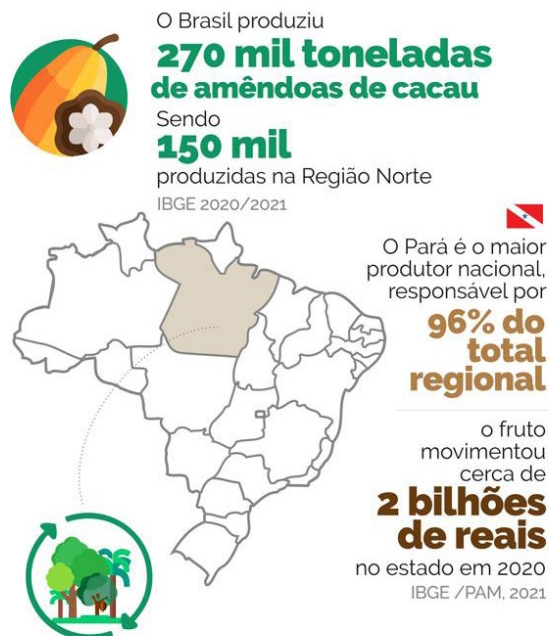 O Brasil produziu
270 mil toneladas
de amêndoas de cacau
Sendo
150 mil
produzidas na Região Norte
IBGE 2020/2021
O Pará é o maior
produtor nacional,
responsável por
96% do
total
regional
o fruto
movimentou
cerca de
2 bilhões
de reais
no estado em 2020
IBGE /PAM, 2021